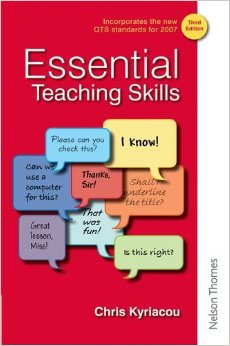 Incorporates the new
QTS standards for 2007
Third
Edition
Essential
Teaching Skills
Please can you
check this?
I know!
Can we
use a
computer
for this?
Thanks,
Sir!
Shall I
underline
the title?
Great
lesson,
Miss!
That
was
fun!
Is this right?
Chris Kyriacou
Nelson Thornes